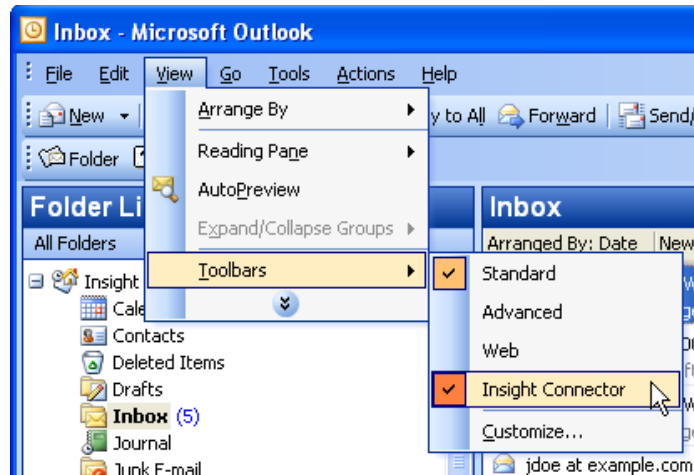 Inbox - Microsoft Outlook
File Edit View Go Tools Actions Help
New Arrange By y to All Forward Send/
Folder Reading Pane
AutoPreview
Folder Li Inbox
Expand/Collapse Groups
All Folders Arranged By: Date New
Toolbars Standard
Insight
Cale Advanced
Contacts Web
Deleted Items
Drafts Insight Connector
Inbox (5)
Journal Customize...
Junk E-mail jdoe at example.com